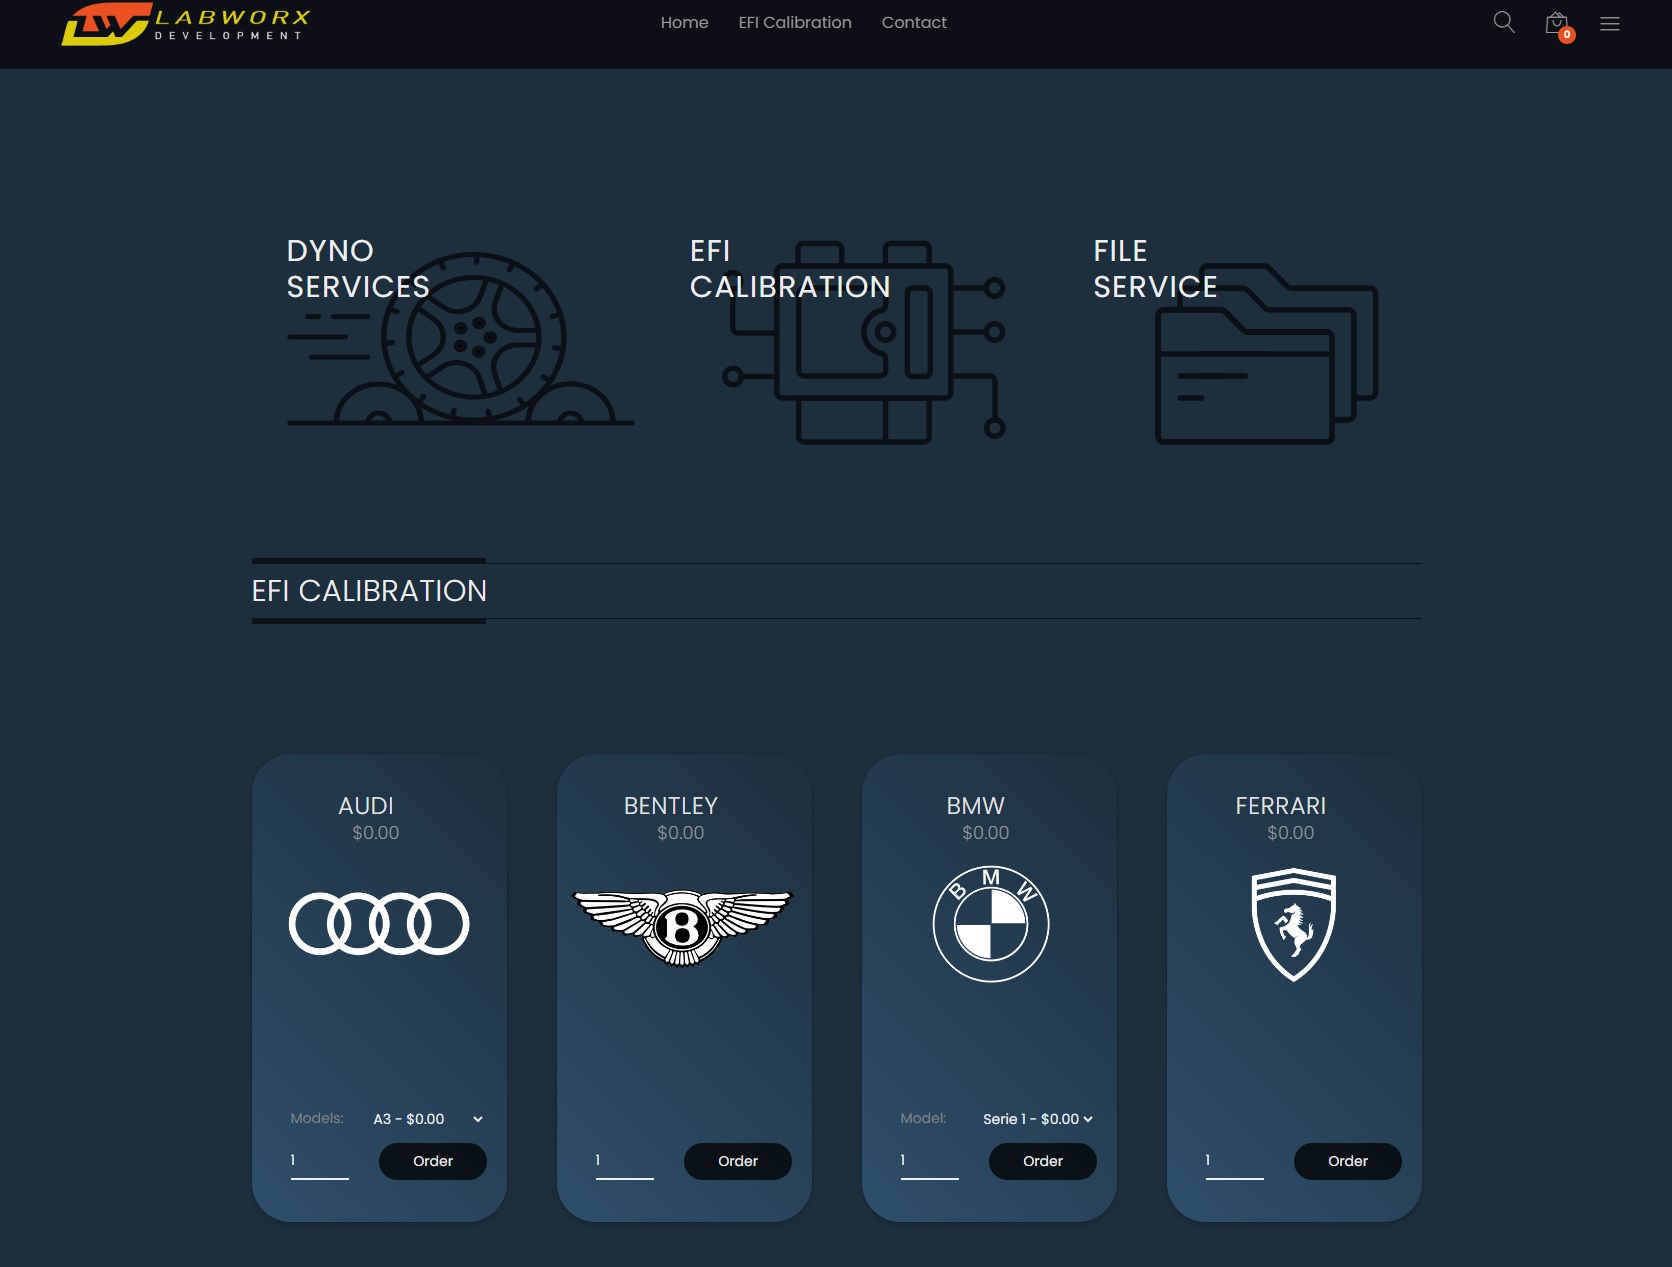 LW LABWORX
DEVELOPMENT
Home EFI Calibration Contact
0
DYNO
SERVICES
EFI
CALIBRATION
FILE
SERVICE
EFI CALIBRATION
AUDI
$0.00
Models: A3 - $0.00
1 Order
BENTLEY
$0.00
B
1 Order
BMW
$0.00
BMW
Model: Serie 1 - $0.00
1 Order
FERRARI
$0.00
1 Order